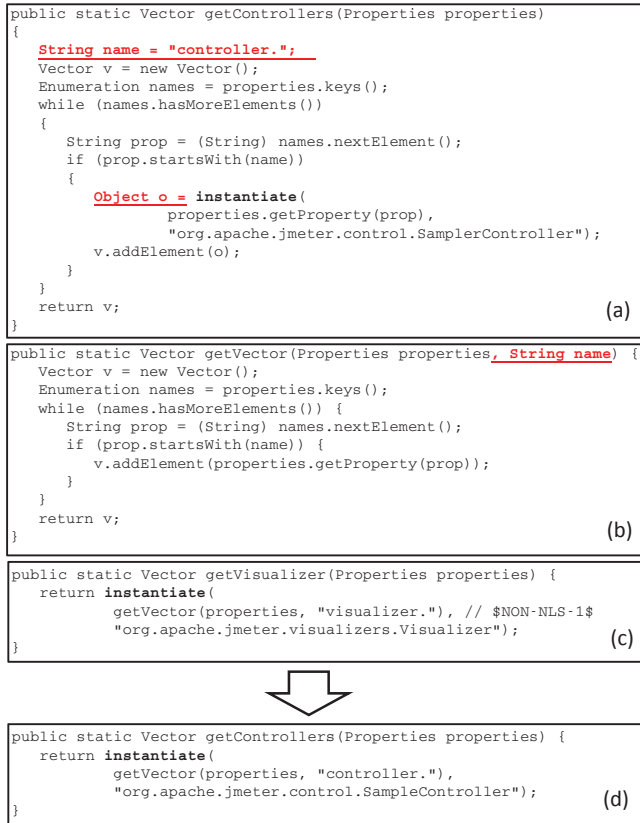 public static Vector getControllers(Properties properties)
{
String name = "controller.";
Vector v = new Vector();
Enumeration names = properties.keys();
while (names.hasMoreElements())
{
String prop = (String) names.nextElement();
if (prop.startsWith(name))
{
Object o = instantiate(
properties.getProperty(prop),
"org.apache.jmeter.control.SamplerController");
v.addElement(o);
}
}
return v;
}
(a)
public static Vector getVector(Properties properties, String name) {
Vector v = new Vector();
Enumeration names = properties.keys();
while (names.hasMoreElements()) {
String prop = (String) names.nextElement();
if (prop.startsWith(name)) {
v.addElement(properties.getProperty(prop));
}
}
return v;
}
(b)
public static Vector getVisualizer(Properties properties) {
return instantiate(
getVector(properties, "visualizer."), // $NON-NLS-1$
"org.apache.jmeter.visualizers.Visualizer");
}
(c)
public static Vector getControllers(Properties properties) {
return instantiate(
getVector(properties, "controller."),
"org.apache.jmeter.control.SampleController");
}
(d)